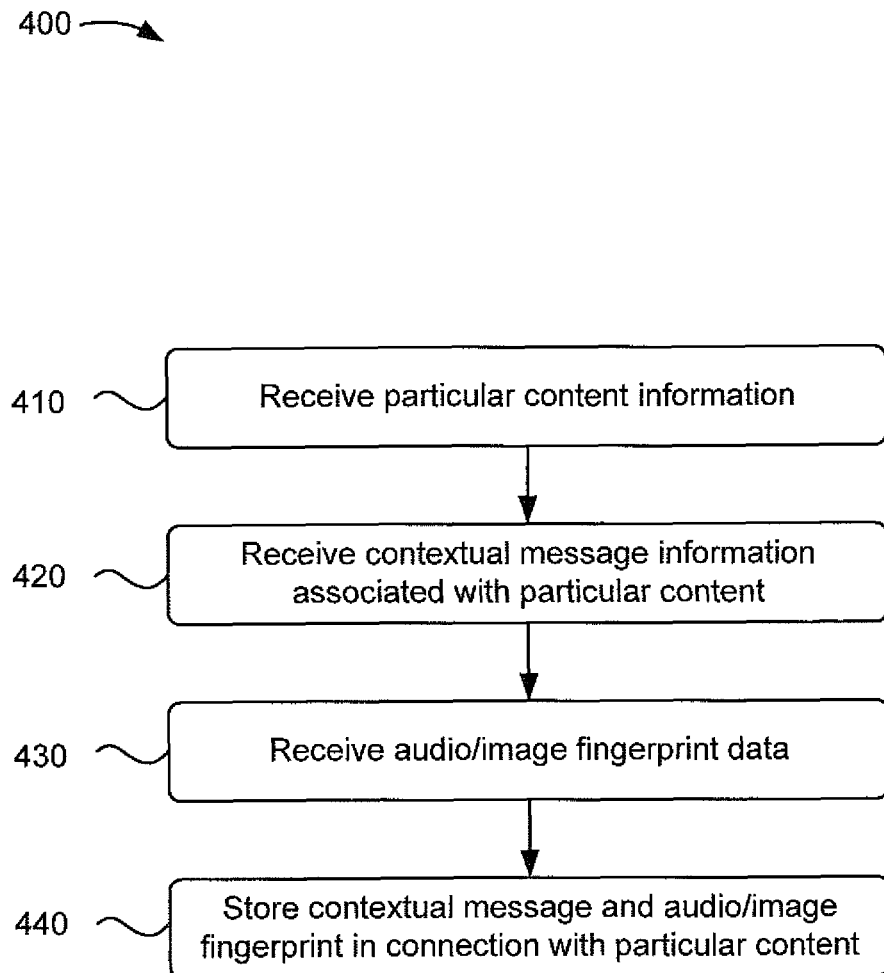 400
410
Receive particular content information
420
Receive contextual message information
associated with particular content
430
Receive audio/image fingerprint data
440
Store contextual message and audio/image
fingerprint in connection with particular content